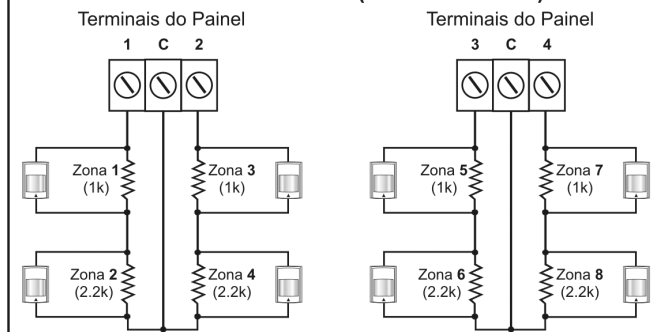 Terminais do Painel
1 C 2
Zona 1
(1k)
Zona 3
(1k)
Zona 2
(2.2k)
Zona 4
(2.2k)
Terminais do Painel
3 C 4
Zona 5
(1k)
Zona 7
(1k)
Zona 6
(2.2k)
Zona 8
(2.2k)